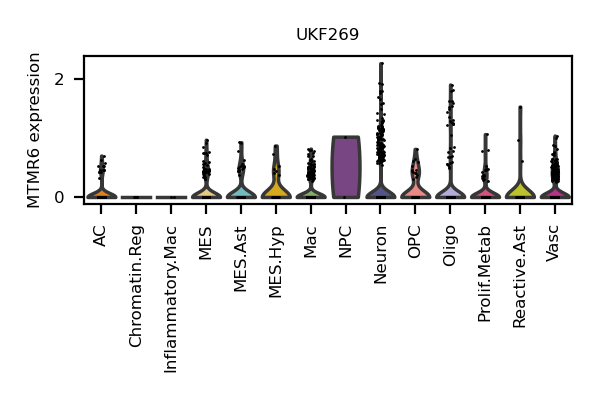 UKF269
MTMR6 expression
2
0
AC
Chromatin.Reg
Inflammatory.Mac
MES
MES.Ast
MES.Hyp
Mac
NPC
Neuron
OPC
Oligo
Prolif.Metab
Reactive.Ast
Vasc